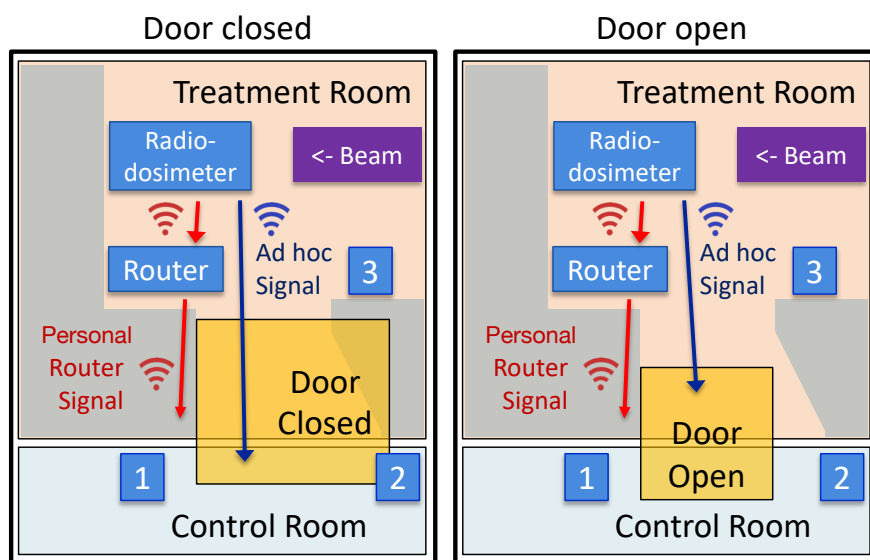 Door closed
Treatment Room
Radio-
dosimeter
<- Beam
Ad hoc
Signal
Router
3
Personal
Router
Signal
Door
Closed
1
2
Control Room
Door open
Treatment Room
Radio-
dosimeter
<- Beam
Ad hoc
Signal
Router
3
Personal
Router
Signal
Door
Open
1
2
Control Room